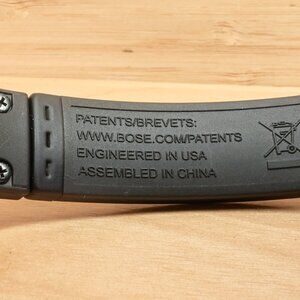 PATENTS/BREVETS:
WWW.BOSE.COM/PATENTS
ENGINEERED IN USA
ASSEMBLED IN CHINA